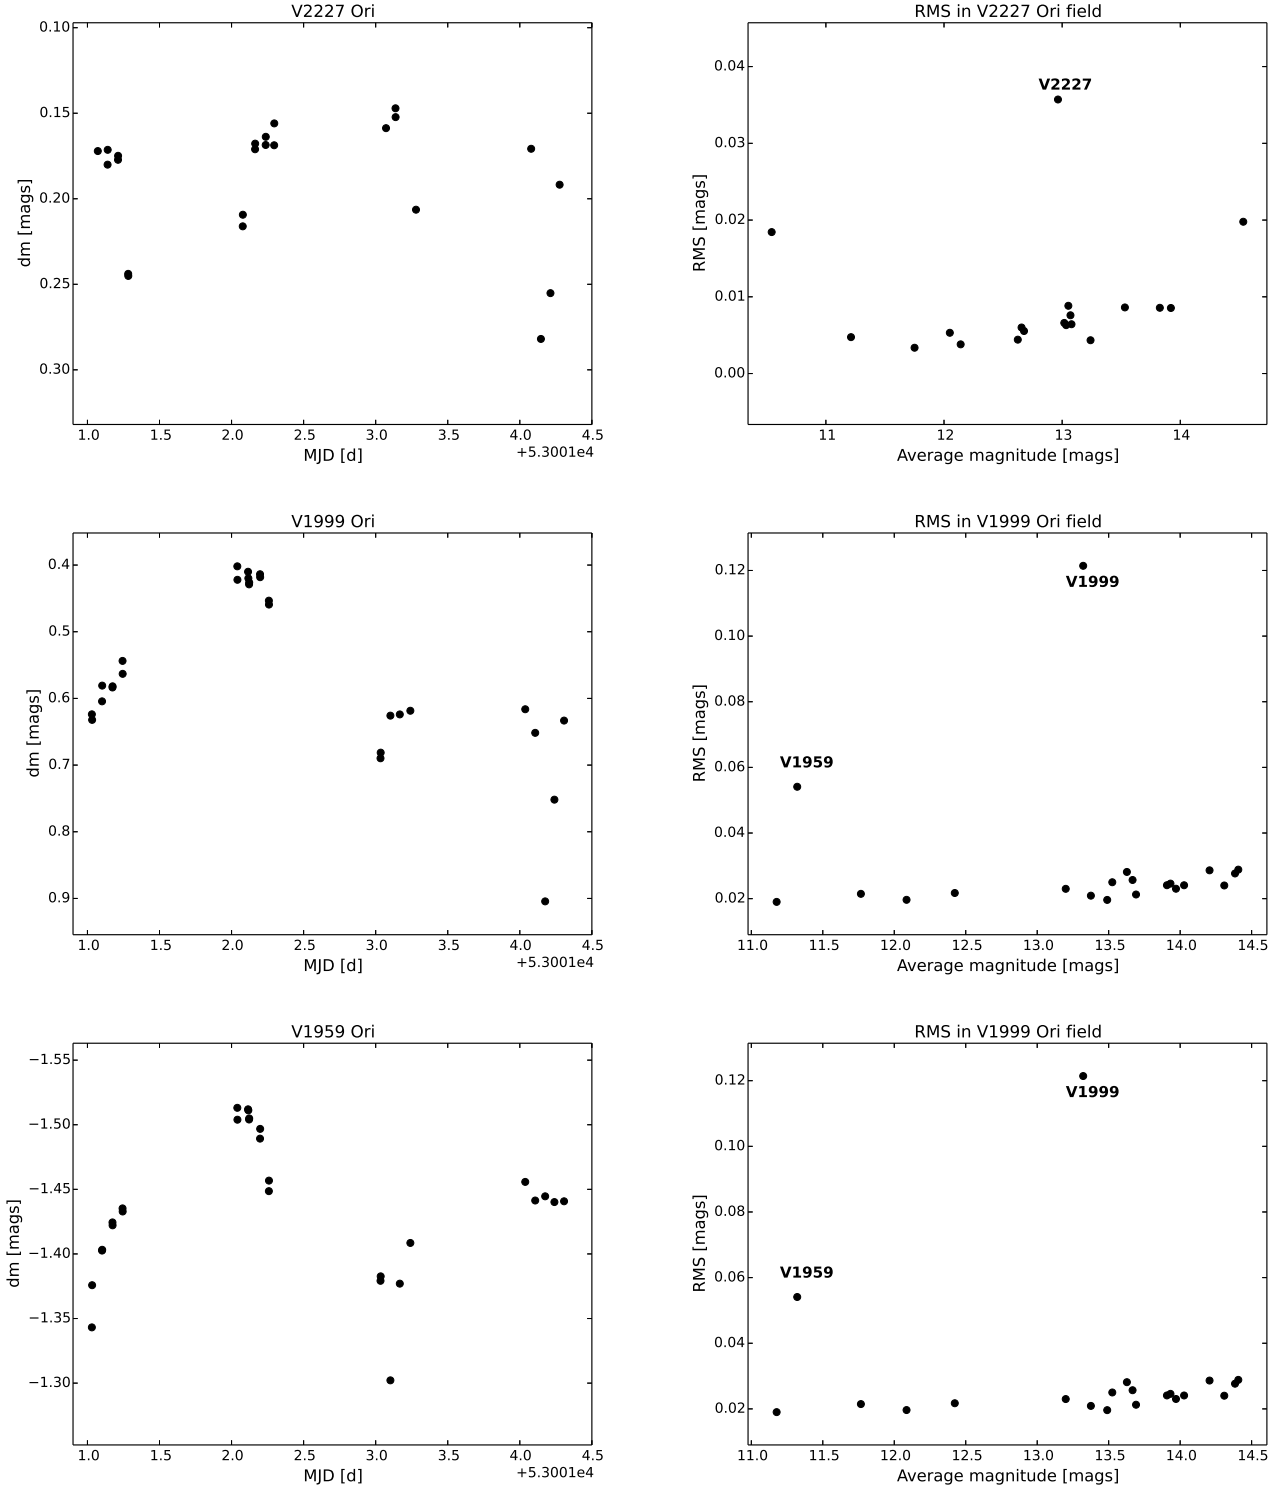 V2227 Ori
0.10
0.15
0.20
0.25
0.30
dm [mags]
1.0 1.5 2.0 2.5 3.0 3.5 4.0 4.5
MJD [d]
+5.3001e4
RMS in V2227 Ori field
V2227
0.04
0.03
0.02
0.01
0.00
RMS [mags]
11 12 13 14
Average magnitude [mags]
V1999 Ori
0.4
0.5
0.6
0.7
0.8
0.9
dm [mags]
1.0 1.5 2.0 2.5 3.0 3.5 4.0 4.5
MJD [d]
+5.3001e4
RMS in V1999 Ori field
0.12
V1999
0.10
0.08
V1959
0.06
0.04
0.02
RMS [mags]
11.0 11.5 12.0 12.5 13.0 13.5 14.0 14.5
Average magnitude [mags]
V1959 Ori
−1.55
−1.50
−1.45
−1.40
−1.35
−1.30
dm [mags]
1.0 1.5 2.0 2.5 3.0 3.5 4.0 4.5
MJD [d]
+5.3001e4
RMS in V1999 Ori field
0.12
V1999
0.10
0.08
V1959
0.06
0.04
0.02
RMS [mags]
11.0 11.5 12.0 12.5 13.0 13.5 14.0 14.5
Average magnitude [mags]